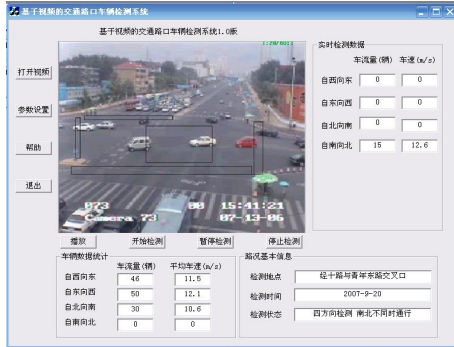 基于视频的交通路口车辆检测系统
基于视频的交通路口车辆检测系统1.0版
打开视频
参数设置
帮助
退出
073 00 15:41:21
Camera 73 07-13-06
播放 开始检测 暂停检测 停止检测
实时检测数据
车流量(辆) 车速(m/s)
自西向东 0 0
自东向西 0 0
自北向南 0 0
自南向北 15 12.6
车辆数据统计
车流量(辆) 平均车速(m/s)
自西向东 46 11.5
自东向西 50 12.1
自北向南 30 10.6
自南向北 0 0
路况基本信息
检测地点 经十路与青年东路交叉口
检测时间 2007-9-20
检测状态 四方向检测 南北不同时通行